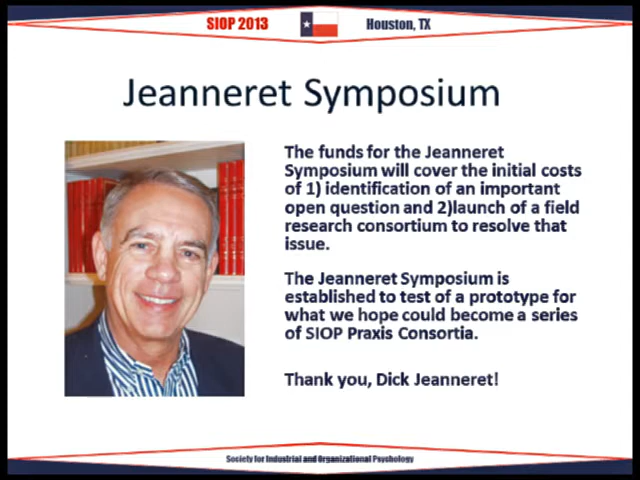 SIOP 2013 Houston, TX
Jeanneret Symposium
The funds for the Jeanneret
Symposium will cover the initial costs
of 1) identification of an important
open question and 2)launch of a field
research consortium to resolve that
issue.
The Jeanneret Symposium is
established to test of a prototype for
what we hope could become a series
of SIOP Praxis Consortia.
Thank you, Dick Jeanneret!
Society for Industrial and Organizational Psychology